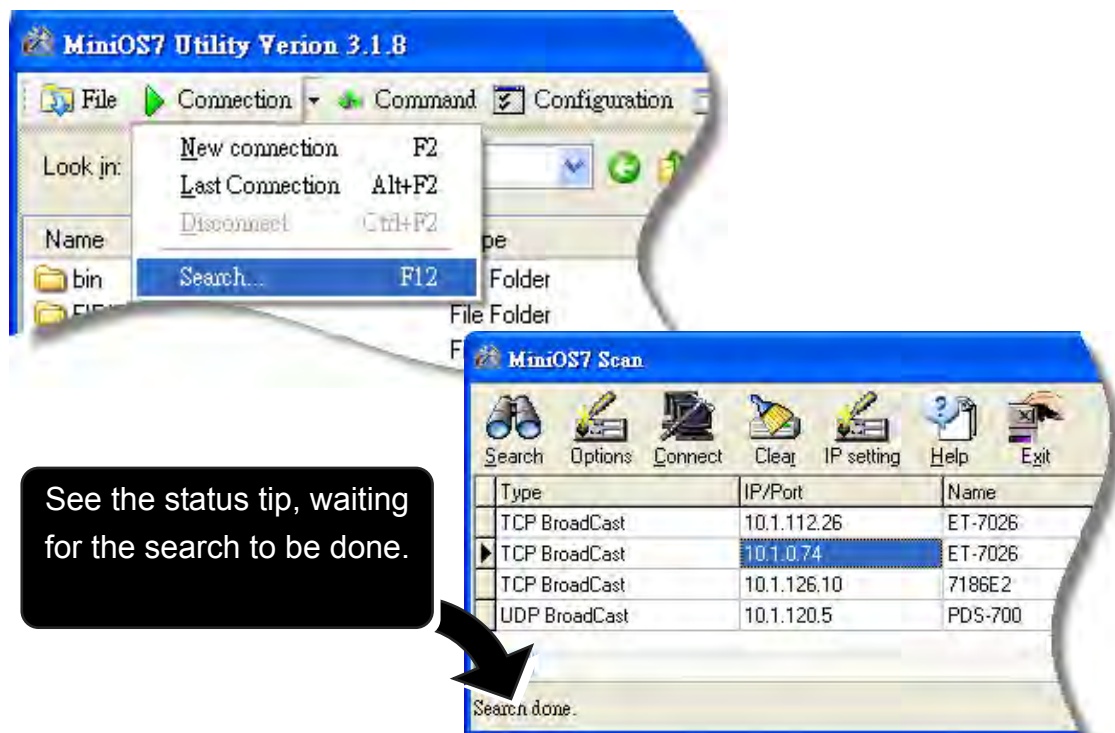 MiniOS7 Utility Verion 3.1.8
File Connection Command Configuration
Look in:
New connection F2
Last Connection Alt+F2
Disconnect Ctrl+F2
Search... F12
Name pe
bin Folder
File Folder
F
MiniOS7 Scan
Search Options Connect Clear IP setting Help Exit
Type IP/Port Name
TCP BroadCast 10.1.112.26 ET-7026
TCP BroadCast 10.1.0.74 ET-7026
TCP BroadCast 10.1.126.10 7186E2
UDP BroadCast 10.1.120.5 PDS-700
Search done.
See the status tip, waiting
for the search to be done.